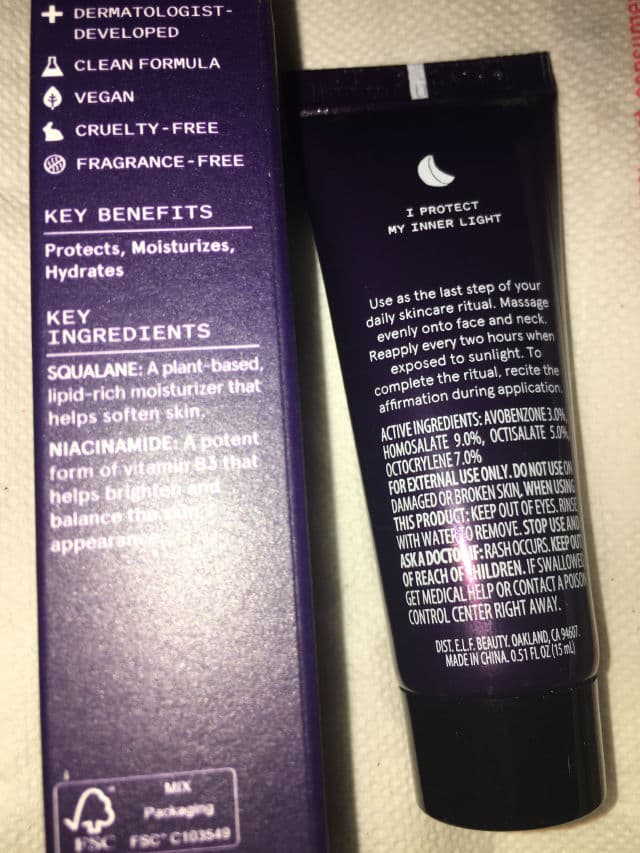 DERMATOLOGIST-
DEVELOPED
CLEAN FORMULA
VEGAN
CRUELTY-FREE
FRAGRANCE-FREE
KEY BENEFITS
Protects, Moisturizes,
Hydrates
KEY
INGREDIENTS
SQUALANE: A plant-based,
lipid-rich moisturizer that
helps soften skin.
NIACINAMIDE: A potent
form of vitamin B3 that
helps brighten and
balance the skin's
appearance.
MIX
Packaging
FSC
FSC® C103549
I PROTECT
MY INNER LIGHT
Use as the last step of your
daily skincare ritual. Massage
evenly onto face and neck.
Reapply every two hours when
exposed to sunlight. To
complete the ritual, recite the
affirmation during application.
ACTIVE INGREDIENTS: AVOBENZONE 3.0%,
HOMOSALATE 9.0%, OCTISALATE 5.0%,
OCTOCRYLENE 7.0%
FOR EXTERNAL USE ONLY. DO NOT USE ON
DAMAGED OR BROKEN SKIN, WHEN USING
THIS PRODUCT: KEEP OUT OF EYES. RINSE
WITH WATER TO REMOVE. STOP USE AND
ASK A DOCTOR IF: RASH OCCURS. KEEP OUT
OF REACH OF CHILDREN. IF SWALLOWED
GET MEDICAL HELP OR CONTACT A POISON
CONTROL CENTER RIGHT AWAY.
DIST. E.L.F. BEAUTY. OAKLAND, CA 94607.
MADE IN CHINA. 0.51 FL OZ (15 mL)